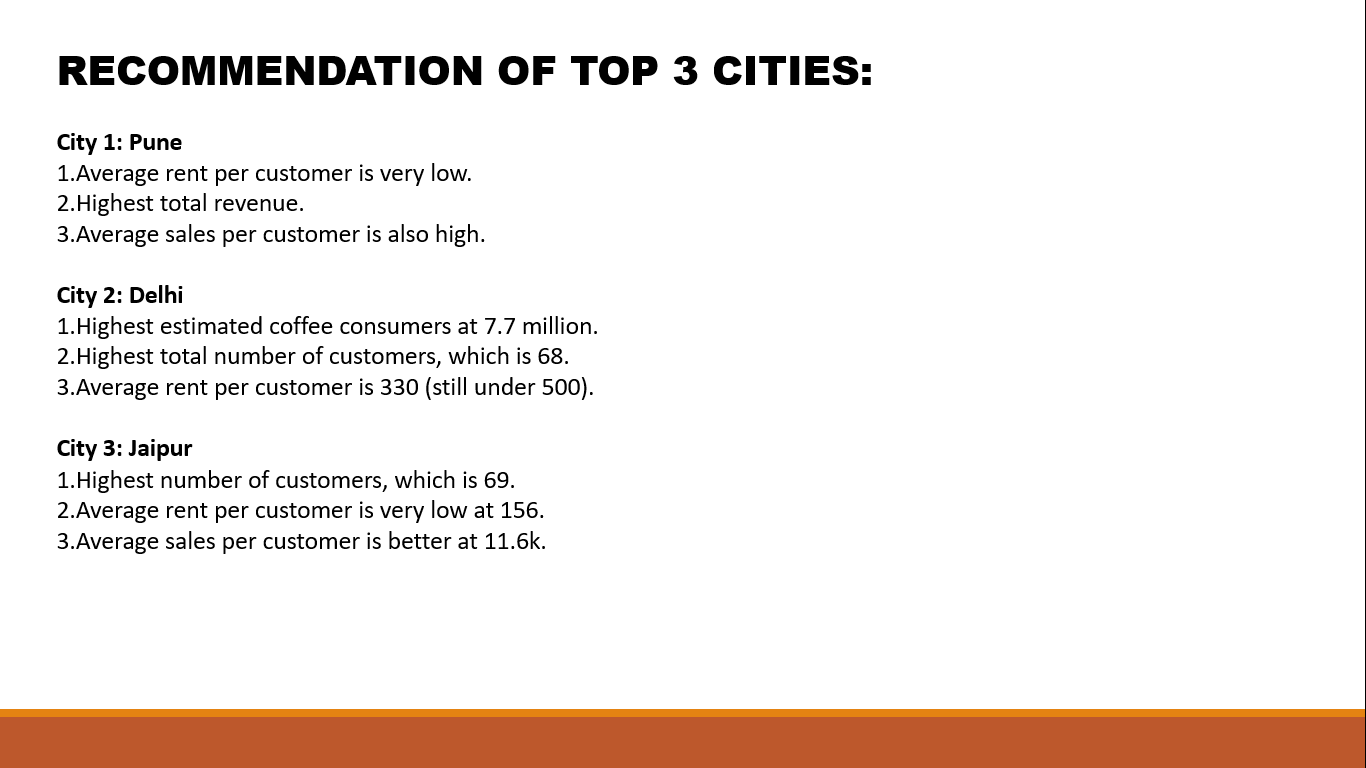 RECOMMENDATION OF TOP 3 CITIES:
City 1: Pune
1.Average rent per customer is very low.
2.Highest total revenue.
3.Average sales per customer is also high.
City 2: Delhi
1.Highest estimated coffee consumers at 7.7 million.
2.Highest total number of customers, which is 68.
3.Average rent per customer is 330 (still under 500).
City 3: Jaipur
1.Highest number of customers, which is 69.
2.Average rent per customer is very low at 156.
3.Average sales per customer is better at 11.6k.